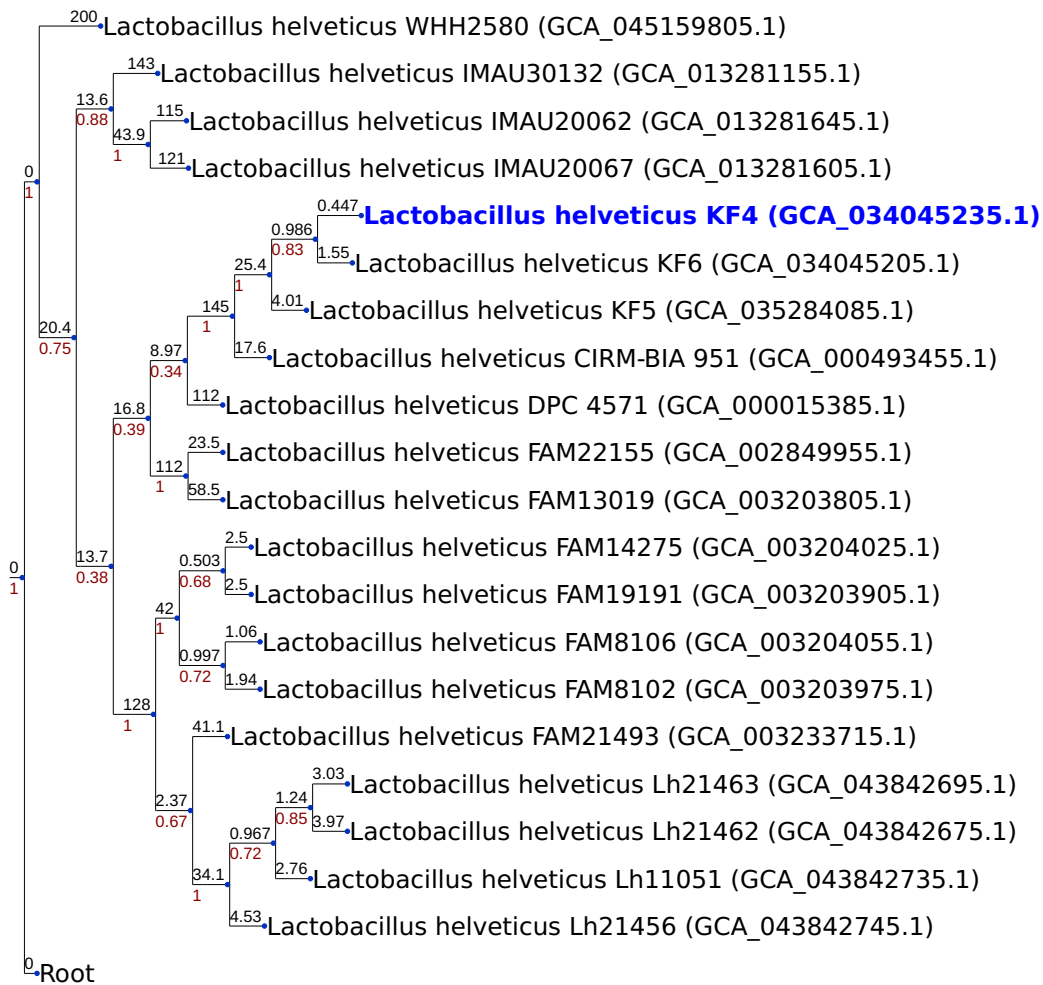 200 Lactobacillus helveticus WHH2580 (GCA_045159805.1)
143 Lactobacillus helveticus IMAU30132 (GCA_013281155.1)
13.6
0.88
115 Lactobacillus helveticus IMAU20062 (GCA_013281645.1)
43.9
1
121 Lactobacillus helveticus IMAU20067 (GCA_013281605.1)
0
1
0.447 Lactobacillus helveticus KF4 (GCA_034045235.1)
0.986
0.83
1.55 Lactobacillus helveticus KF6 (GCA_034045205.1)
25.4
1
4.01 Lactobacillus helveticus KF5 (GCA_035284085.1)
145
1
20.4
0.75
17.6 Lactobacillus helveticus CIRM-BIA 951 (GCA_000493455.1)
8.97
0.34
112 Lactobacillus helveticus DPC 4571 (GCA_000015385.1)
16.8
0.39
23.5 Lactobacillus helveticus FAM22155 (GCA_002849955.1)
112
1
58.5 Lactobacillus helveticus FAM13019 (GCA_003203805.1)
2.5 Lactobacillus helveticus FAM14275 (GCA_003204025.1)
13.7
0.38
0.503
0.68
0
1
2.5 Lactobacillus helveticus FAM19191 (GCA_003203905.1)
42
1
1.06 Lactobacillus helveticus FAM8106 (GCA_003204055.1)
0.997
0.72
1.94 Lactobacillus helveticus FAM8102 (GCA_003203975.1)
128
1
41.1 Lactobacillus helveticus FAM21493 (GCA_003233715.1)
3.03 Lactobacillus helveticus Lh21463 (GCA_043842695.1)
2.37
0.67
1.24
0.85
3.97 Lactobacillus helveticus Lh21462 (GCA_043842675.1)
0.967
0.72
2.76 Lactobacillus helveticus Lh11051 (GCA_043842735.1)
34.1
1
4.53 Lactobacillus helveticus Lh21456 (GCA_043842745.1)
0 Root